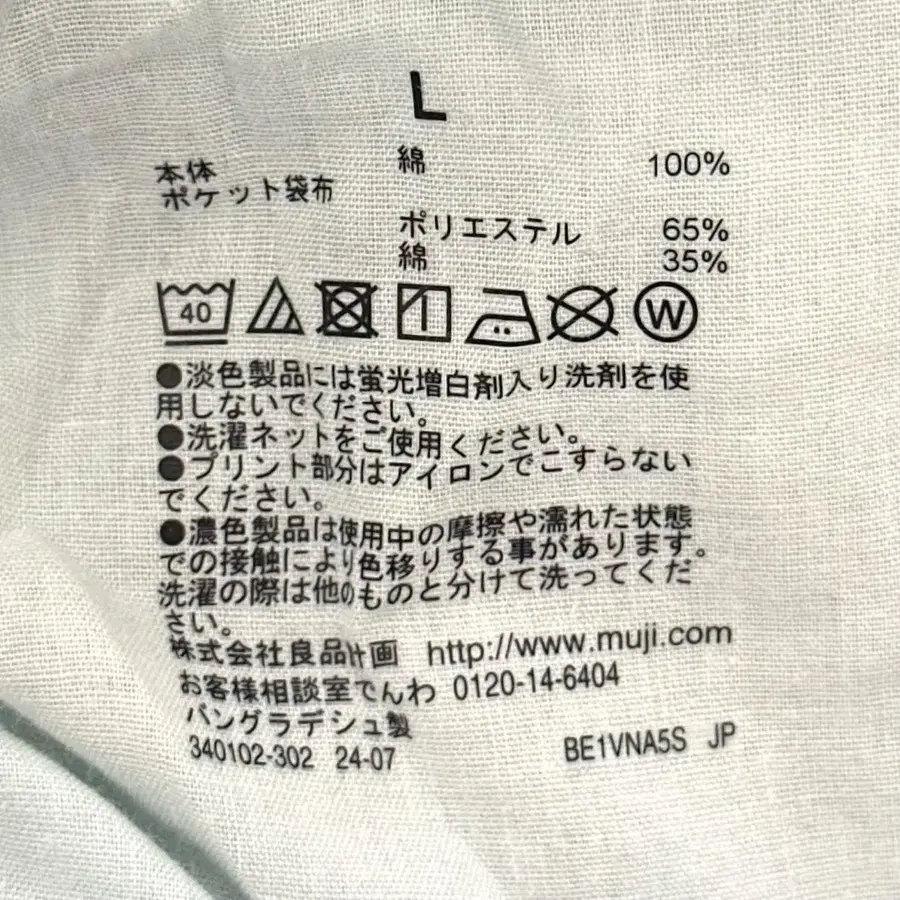 L
本体 綿 100%
ポケット袋布
ポリエステル 65%
綿 35%
40 W
●淡色製品には蛍光増白剤入り洗剤を使
用しないでください。
●洗濯ネットをご使用ください。
●プリント部分はアイロンでこすらない
でください。
●濃色製品は使用中の摩擦や濡れた状態
での接触により色移りする事があります。
洗濯の際は他のものと分けて洗ってくだ
さい。
株式会社良品計画 http://www.muji.com
お客様相談室でんわ 0120-14-6404
バングラデシュ製
340102-302 24-07 BE1VNA5S JP